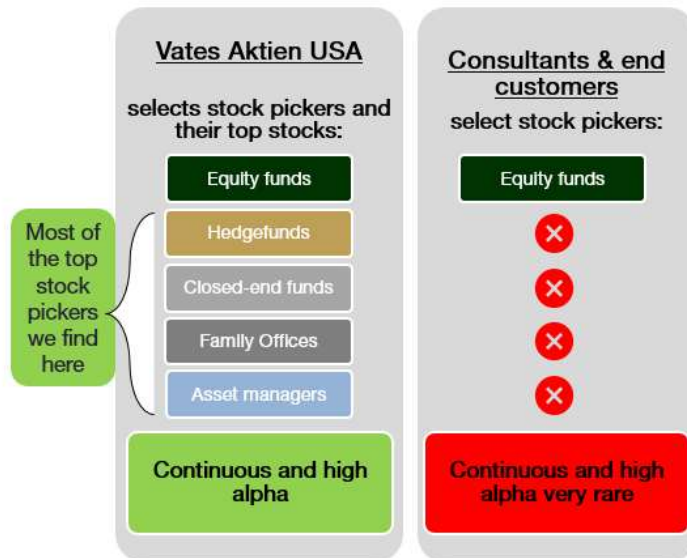 Vates Aktien USA
selects stock pickers and
their top stocks:
Equity funds
Hedgefunds
Closed-end funds
Family Offices
Asset managers
Continuous and high
alpha
Most of
the top
stock
pickers
we find
here
Consultants & end
customers
select stock pickers:
Equity funds
Continuous and high
alpha very rare